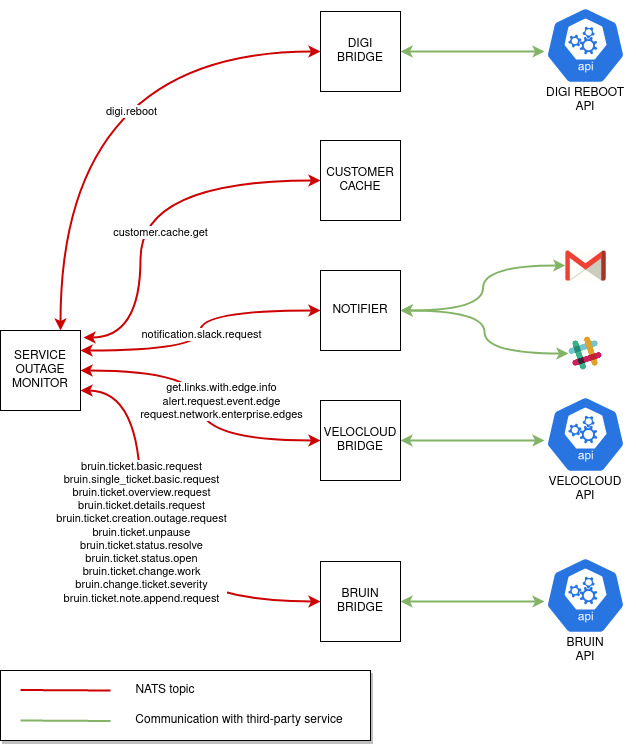 DIGI
BRIDGE
api
DIGI REBOOT
API
digi.reboot
CUSTOMER
CACHE
customer.cache.get
NOTIFIER
notification.slack.request
SERVICE
OUTAGE
MONITOR
get.links.with.edge.info
alert.request.event.edge
request.network.enterprise.edges
VELOCLOUD
BRIDGE
api
VELOCLOUD
API
bruin.ticket.basic.request
bruin.single_ticket.basic.request
bruin.ticket.overview.request
bruin.ticket.details.request
bruin.ticket.creation.outage.request
bruin.ticket.unpause
bruin.ticket.status.resolve
bruin.ticket.status.open
bruin.ticket.change.work
bruin.change.ticket.severity
bruin.ticket.note.append.request
BRUIN
BRIDGE
api
BRUIN
API
NATS topic
Communication with third-party service